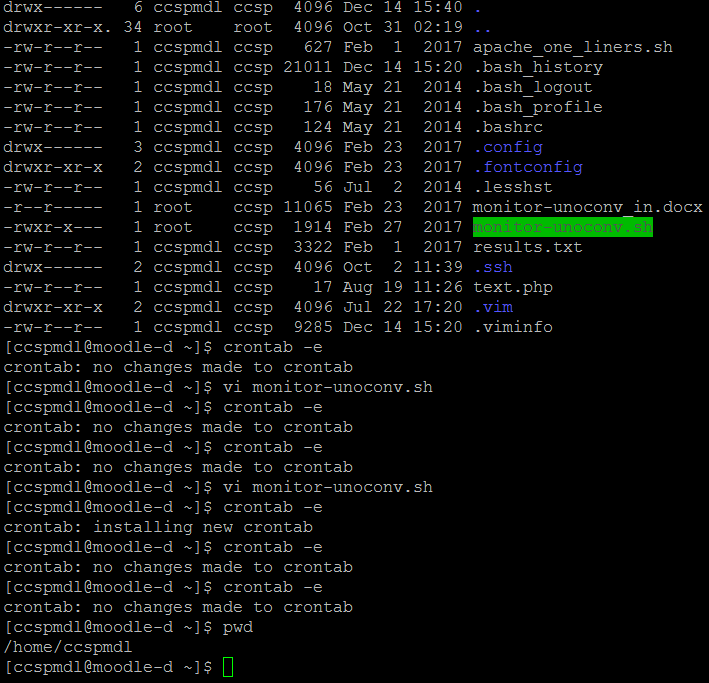 drwx------   6 ccspmdl ccsp  4096 Dec 14 15:40 .
drwxr-xr-x. 34 root    root  4096 Oct 31 02:19 ..
-rw-r--r--   1 ccspmdl ccsp   627 Feb  1  2017 apache_one_liners.sh
-rw-r--r--   1 ccspmdl ccsp 21011 Dec 14 15:20 .bash_history
-rw-r--r--   1 ccspmdl ccsp    18 May 21  2014 .bash_logout
-rw-r--r--   1 ccspmdl ccsp   176 May 21  2014 .bash_profile
-rw-r--r--   1 ccspmdl ccsp   124 May 21  2014 .bashrc
drwx------   3 ccspmdl ccsp  4096 Feb 23  2017 .config
drwxr-xr-x   2 ccspmdl ccsp  4096 Feb 23  2017 .fontconfig
-rw-r--r--   1 ccspmdl ccsp    56 Jul  2  2014 .lesshst
-r--r-----   1 root    ccsp 11065 Feb 23  2017 monitor-unoconv_in.docx
-rwxr-x---   1 root    ccsp  1914 Feb 27  2017 monitor-unoconv.sh
-rw-r--r--   1 ccspmdl ccsp  3322 Feb  1  2017 results.txt
drwx------   2 ccspmdl ccsp  4096 Oct  2 11:39 .ssh
-rw-r--r--   1 ccspmdl ccsp    17 Aug 19 11:26 text.php
drwxr-xr-x   2 ccspmdl ccsp  4096 Jul 22 17:20 .vim
-rw-r--r--   1 ccspmdl ccsp  9285 Dec 14 15:20 .viminfo
[ccspmdl@moodle-d ~]$ crontab -e
crontab: no changes made to crontab
[ccspmdl@moodle-d ~]$ vi monitor-unoconv.sh
[ccspmdl@moodle-d ~]$ crontab -e
crontab: no changes made to crontab
[ccspmdl@moodle-d ~]$ crontab -e
crontab: no changes made to crontab
[ccspmdl@moodle-d ~]$ vi monitor-unoconv.sh
[ccspmdl@moodle-d ~]$ crontab -e
crontab: installing new crontab
[ccspmdl@moodle-d ~]$ crontab -e
crontab: no changes made to crontab
[ccspmdl@moodle-d ~]$ crontab -e
crontab: no changes made to crontab
[ccspmdl@moodle-d ~]$ pwd
/home/ccspmdl
[ccspmdl@moodle-d ~]$